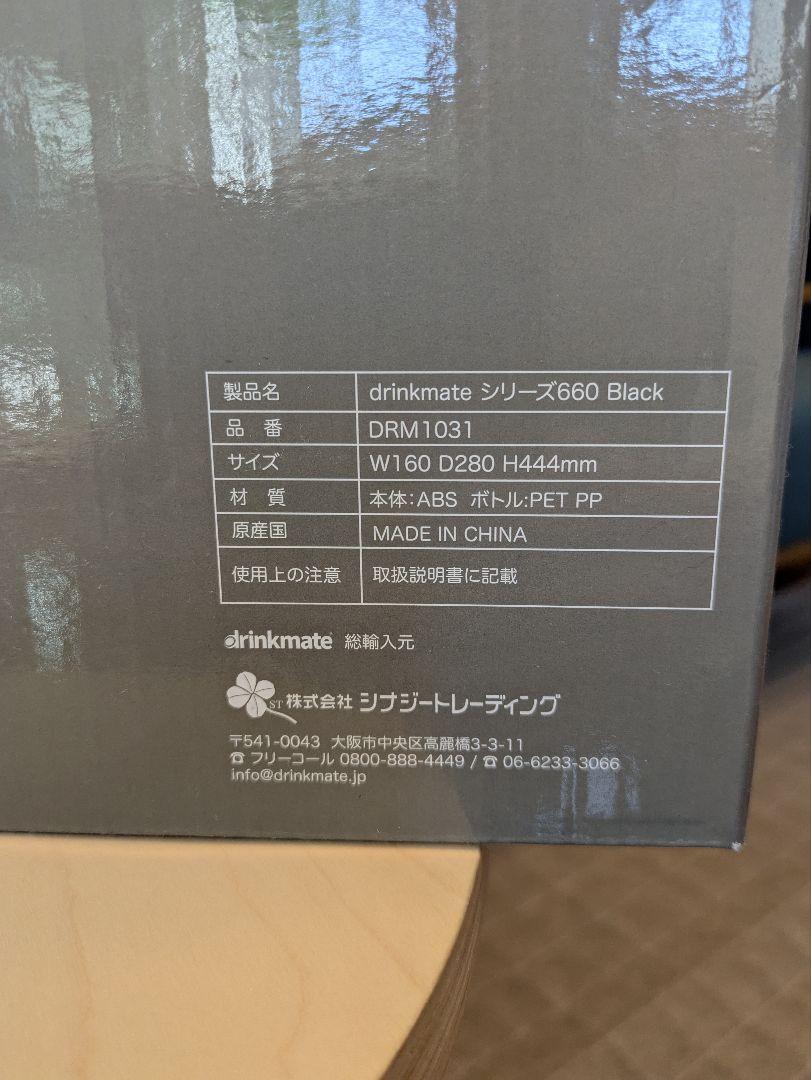 製品名 drinkmate シリーズ660 Black
品 番 DRM1031
サイズ W160 D280 H444mm
材 質 本体:ABS ボトル:PET PP
原産国 MADE IN CHINA
使用上の注意 取扱説明書に記載
drinkmate 総輸入元
ST 株式会社 シナジートレーディング
〒541-0043 大阪市中央区高麗橋3-3-11
☎ フリーコール 0800-888-4449 / ☎ 06-6233-3066
info@drinkmate.jp